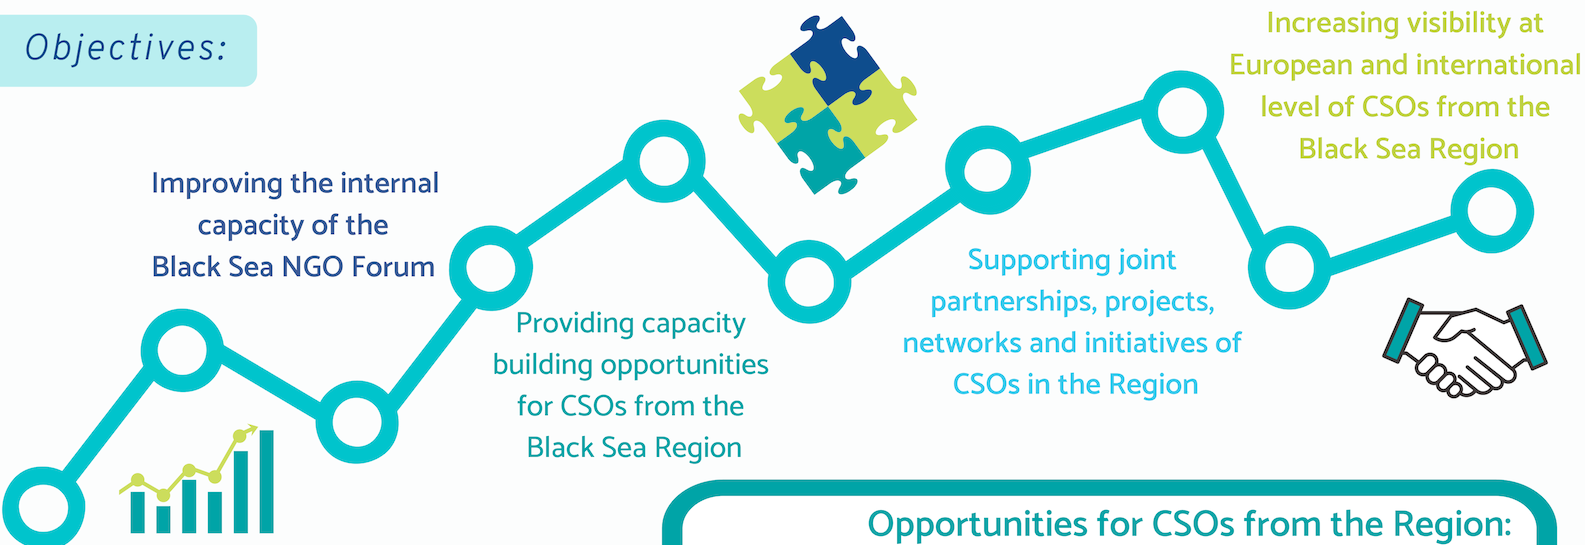 Objectives:
Improving the internal
capacity of the
Black Sea NGO Forum
Providing capacity
building opportunities
for CSOs from the
Black Sea Region
Supporting joint
partnerships, projects,
networks and initiatives of
CSOs in the Region
Increasing visibility at
European and international
level of CSOs from the
Black Sea Region
Opportunities for CSOs from the Region: